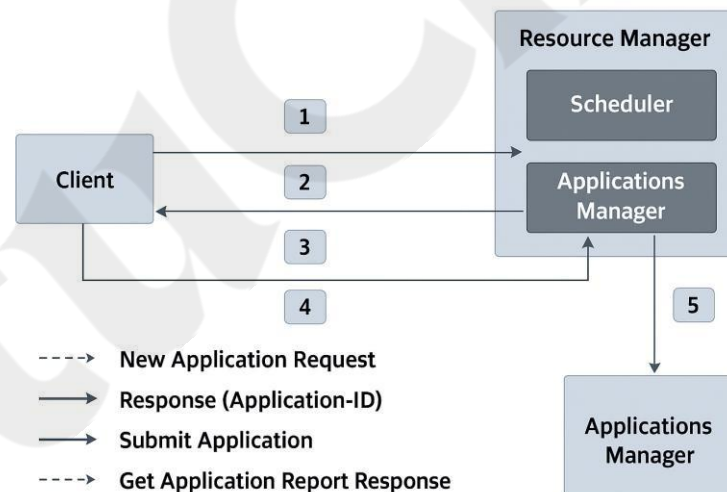 Resource Manager
Scheduler
1
Client
2
Applications
Manager
3
4
5
New Application Request
Response (Application-ID)
Submit Application
Get Application Report Response
Applications
Manager